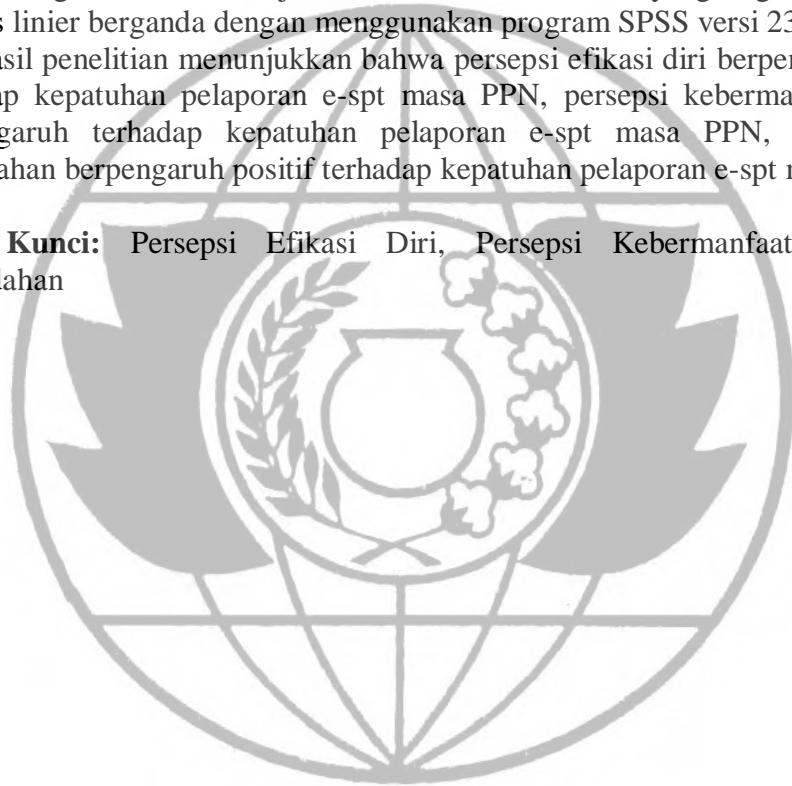 s linier berganda dengan menggunakan program SPSS versi 23
asil penelitian menunjukkan bahwa persepsi efikasi diri berpen
ap kepatuhan pelaporan e-spt masa PPN, persepsi keberma
garuh terhadap kepatuhan pelaporan e-spt masa PPN,
ahan berpengaruh positif terhadap kepatuhan pelaporan e-spt m
Kunci: Persepsi Efikasi Diri, Persepsi Kebermanfaat
lahan